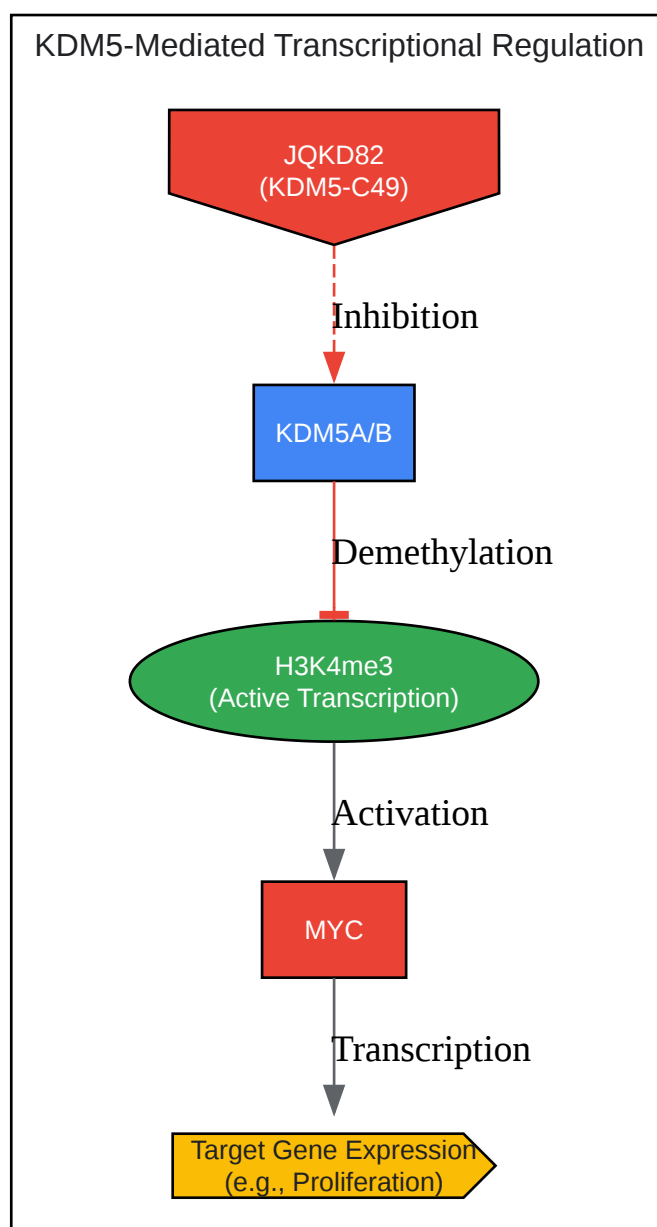 KDM5-Mediated Transcriptional Regulation
JQKD82
(KDM5-C49)
Inhibition
KDM5A/B
Demethylation
H3K4me3
(Active Transcription)
Activation
MYC
Transcription
Target Gene Expression
(e.g., Proliferation)